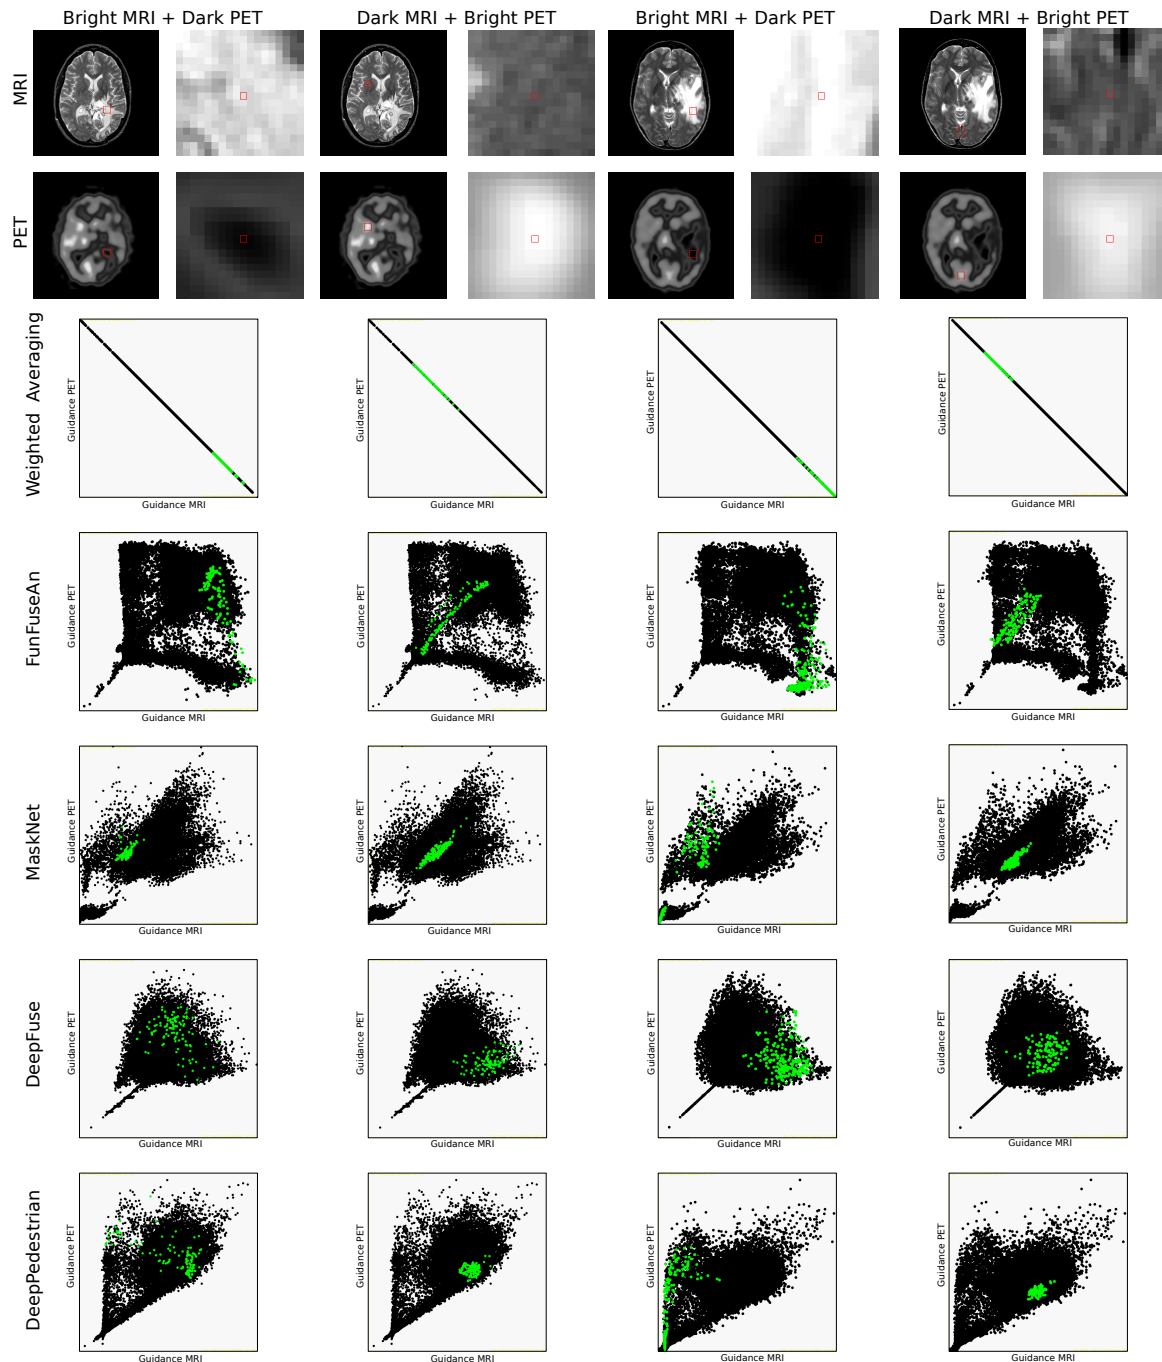 Bright MRI + Dark PET
Dark MRI + Bright PET
Bright MRI + Dark PET
Dark MRI + Bright PET
MRI
PET
Weighted Averaging
Guidance PET
Guidance MRI
Guidance PET
Guidance MRI
Guidance PET
Guidance MRI
Guidance PET
Guidance MRI
FunFuseAn
Guidance PET
Guidance MRI
Guidance PET
Guidance MRI
Guidance PET
Guidance MRI
Guidance PET
Guidance MRI
MaskNet
Guidance PET
Guidance MRI
Guidance PET
Guidance MRI
Guidance PET
Guidance MRI
Guidance PET
Guidance MRI
DeepFuse
Guidance PET
Guidance MRI
Guidance PET
Guidance MRI
Guidance PET
Guidance MRI
Guidance PET
Guidance MRI
DeepPedestrian
Guidance PET
Guidance MRI
Guidance PET
Guidance MRI
Guidance PET
Guidance MRI
Guidance PET
Guidance MRI